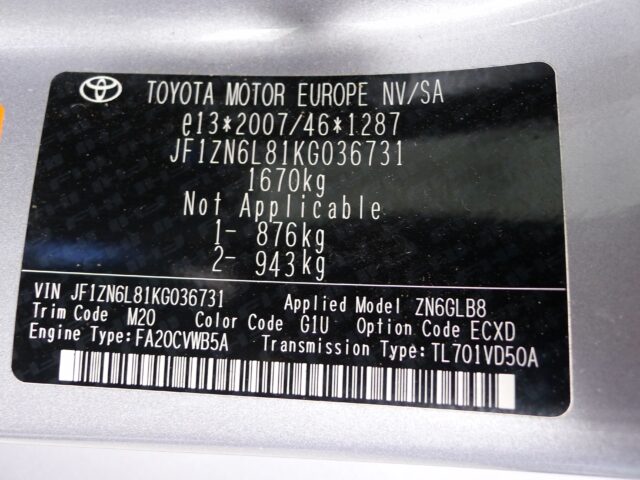 TOYOTA MOTOR EUROPE NV/SA
e13*2007/46*1287
JF1ZN6L81KG036731
1670kg
Not Applicable
1- 876kg
2- 943kg
VIN JF1ZN6L81KG036731 Applied Model ZN6GLB8
Trim Code M20 Color Code G1U Option Code ECXD
Engine Type:FA20CVWB5A Transmission Type:TL701VD50A